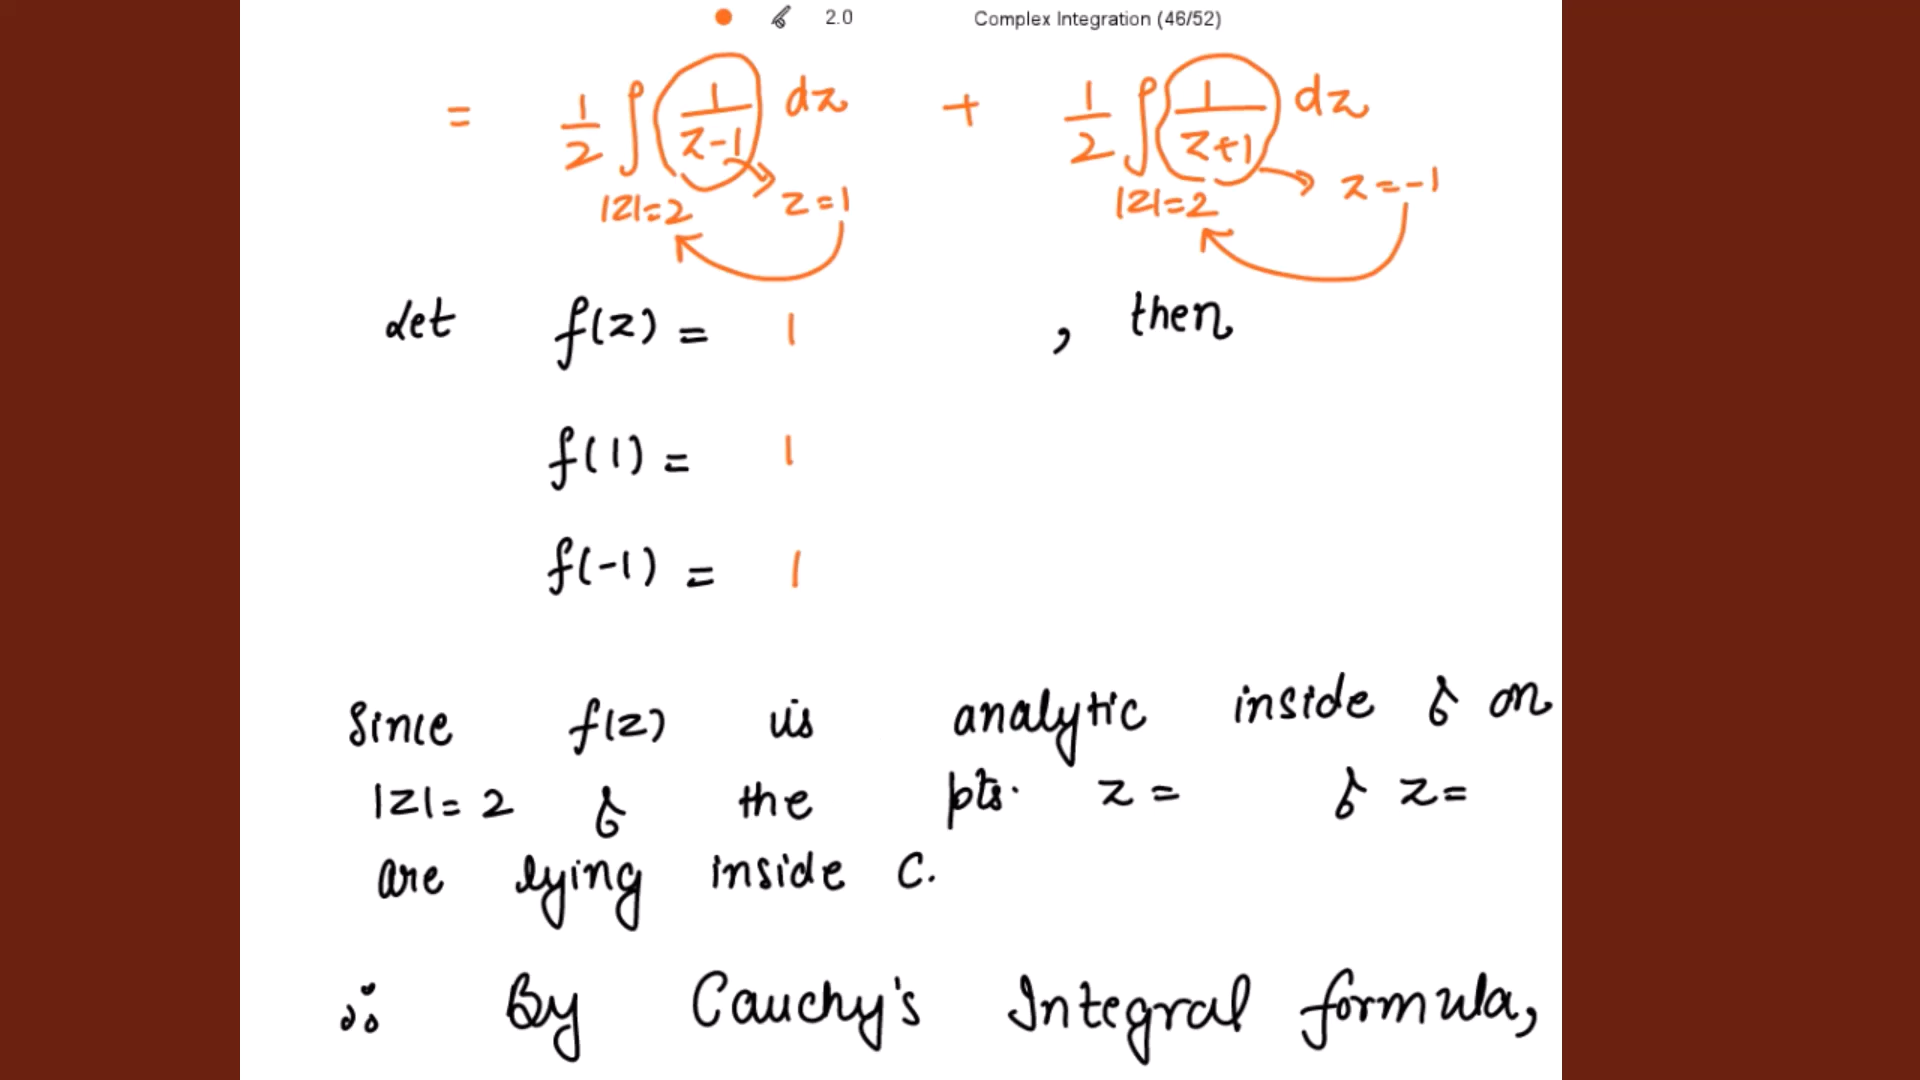 2.0 Complex Integration (46/52)
= 1/2 ∫ 1/(z-1) dz + 1/2 ∫ 1/(z+1) dz
|z|=2 z=1 |z|=2 z=-1
Let f(z) = 1 , then
f(1) = 1
f(-1) = 1
Since f(z) is analytic inside & on
|z|=2 & the pts. z = & z =
are lying inside C.
∴ By Cauchy's Integral formula,